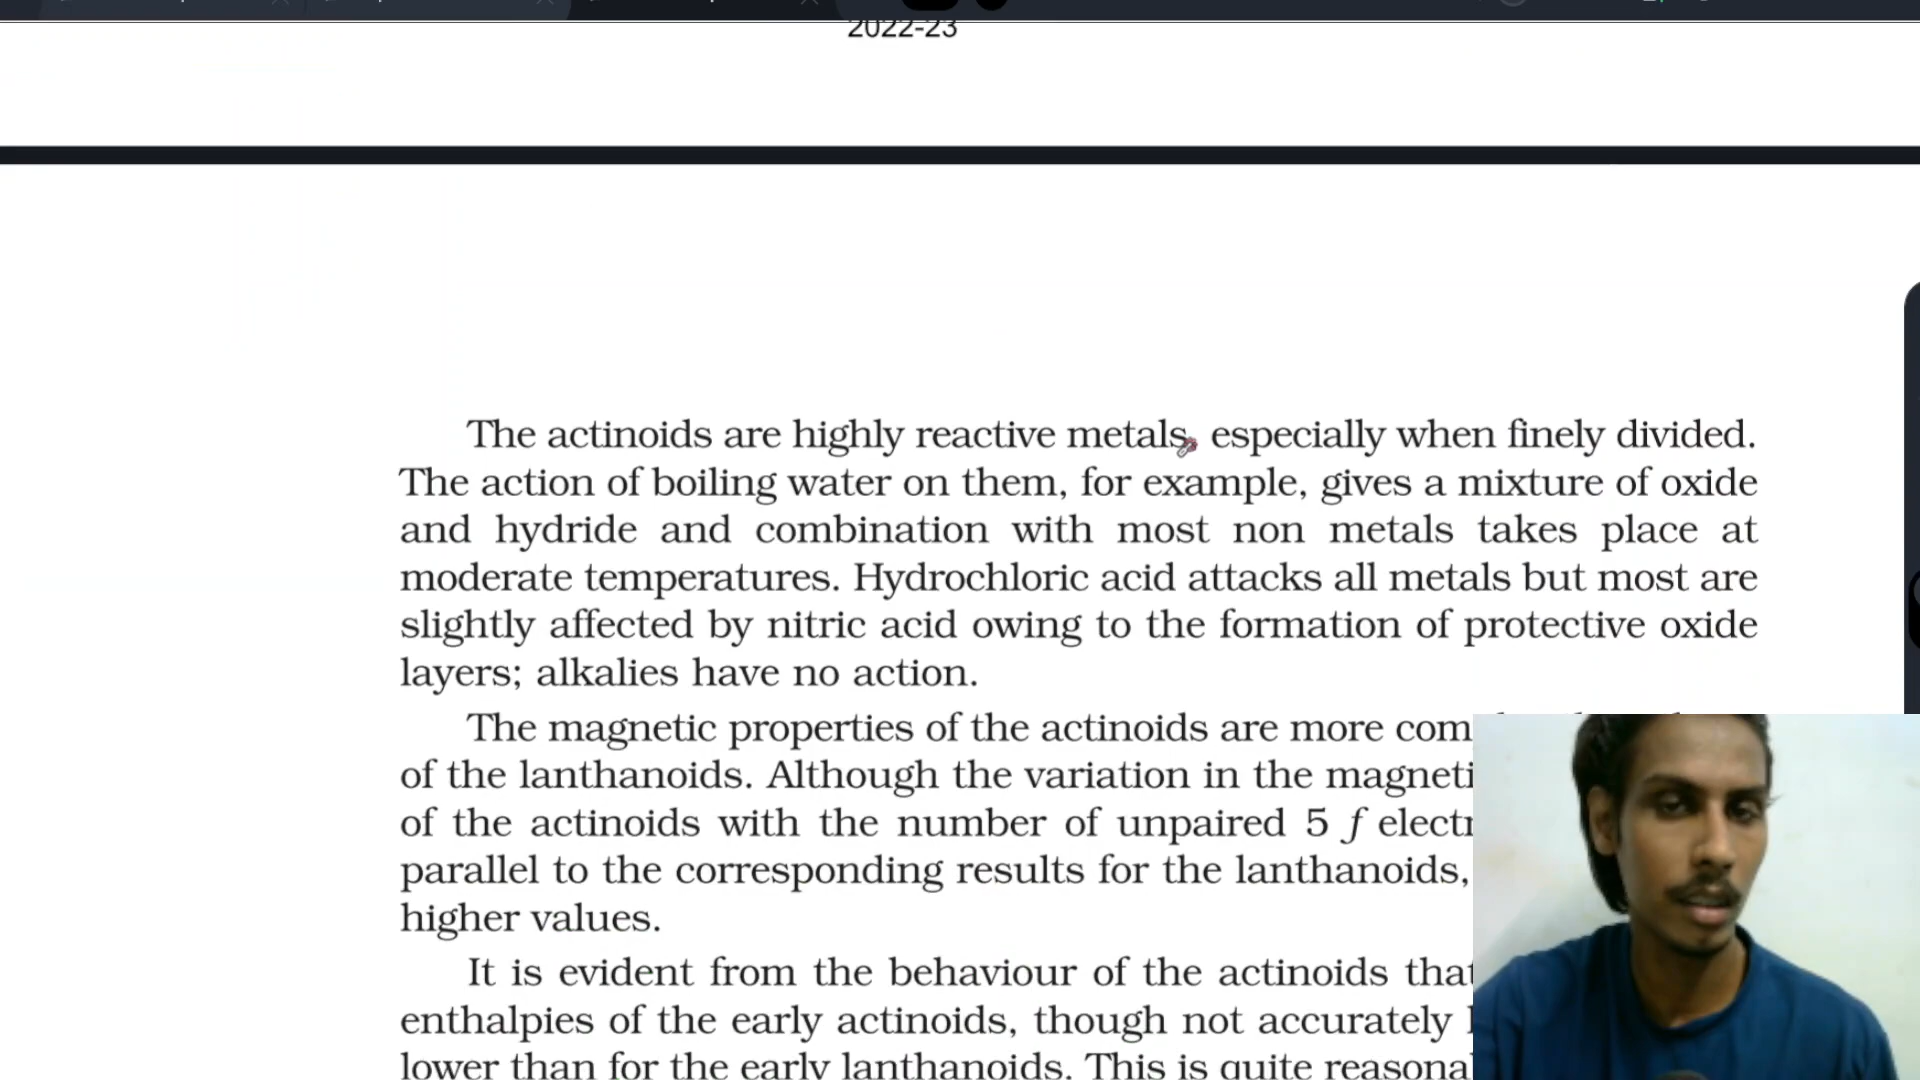 2022-23
The actinoids are highly reactive metals, especially when finely divided.
The action of boiling water on them, for example, gives a mixture of oxide
and hydride and combination with most non metals takes place at
moderate temperatures. Hydrochloric acid attacks all metals but most are
slightly affected by nitric acid owing to the formation of protective oxide
layers; alkalies have no action.
The magnetic properties of the actinoids are more com
of the lanthanoids. Although the variation in the magneti
of the actinoids with the number of unpaired 5 f electr
parallel to the corresponding results for the lanthanoids,
higher values.
It is evident from the behaviour of the actinoids that
enthalpies of the early actinoids, though not accurately
lower than for the early lanthanoids. This is quite reasona